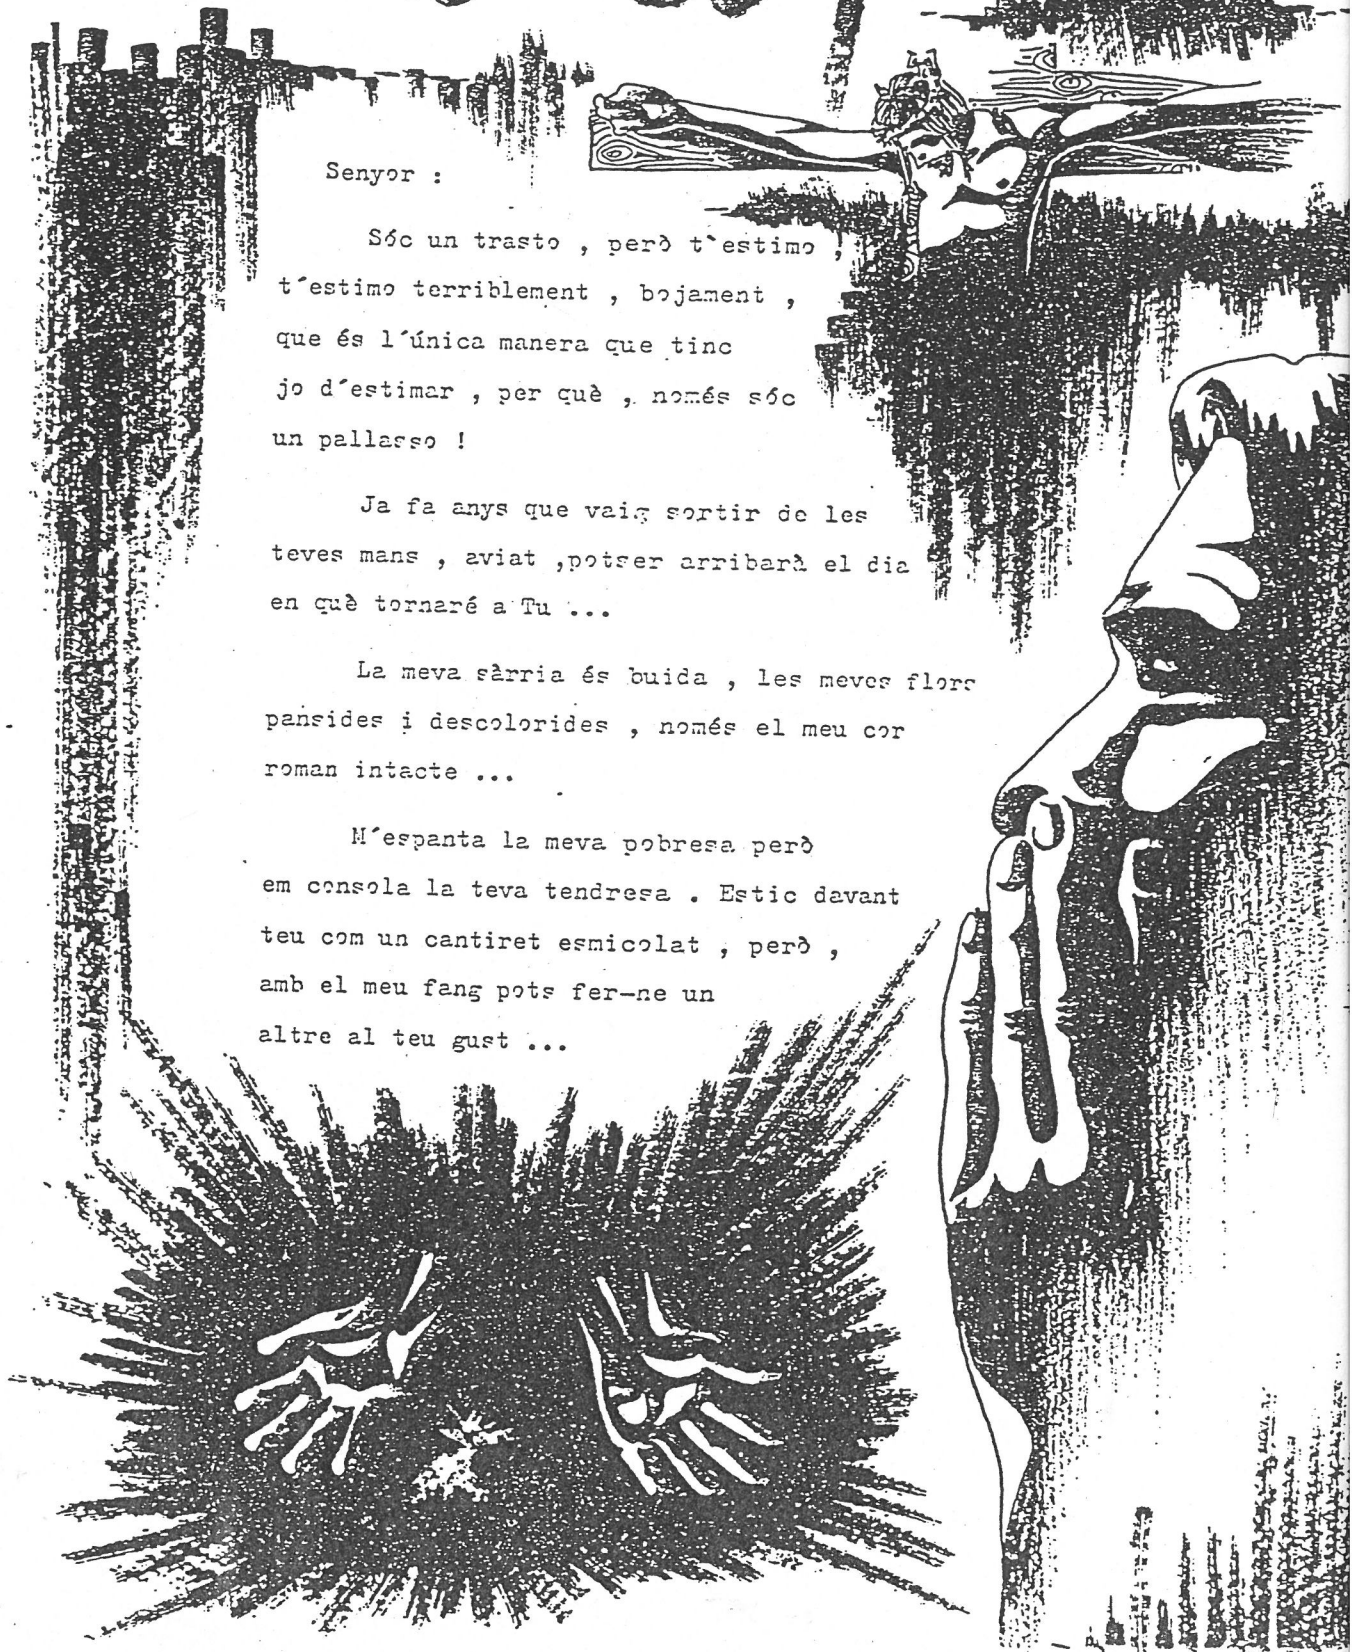 Senyor :
Sóc un trasto , però t`estimo ,
t´estimo terriblement , bojament ,
que és l´única manera que tinc
jo d´estimar , per què , només sóc
un pallasso !
Ja fa anys que vaig sortir de les
teves mans , aviat ,potser arribarà el dia
en què tornaré a Tu ...
La meva sàrria és buida , les meves flors
pansides i descolorides , només el meu cor
roman intacte ...
M´espanta la meva pobresa però
em consola la teva tendresa . Estic davant
teu com un cantiret esmicolat , però ,
amb el meu fang pots fer-ne un
altre al teu gust ...